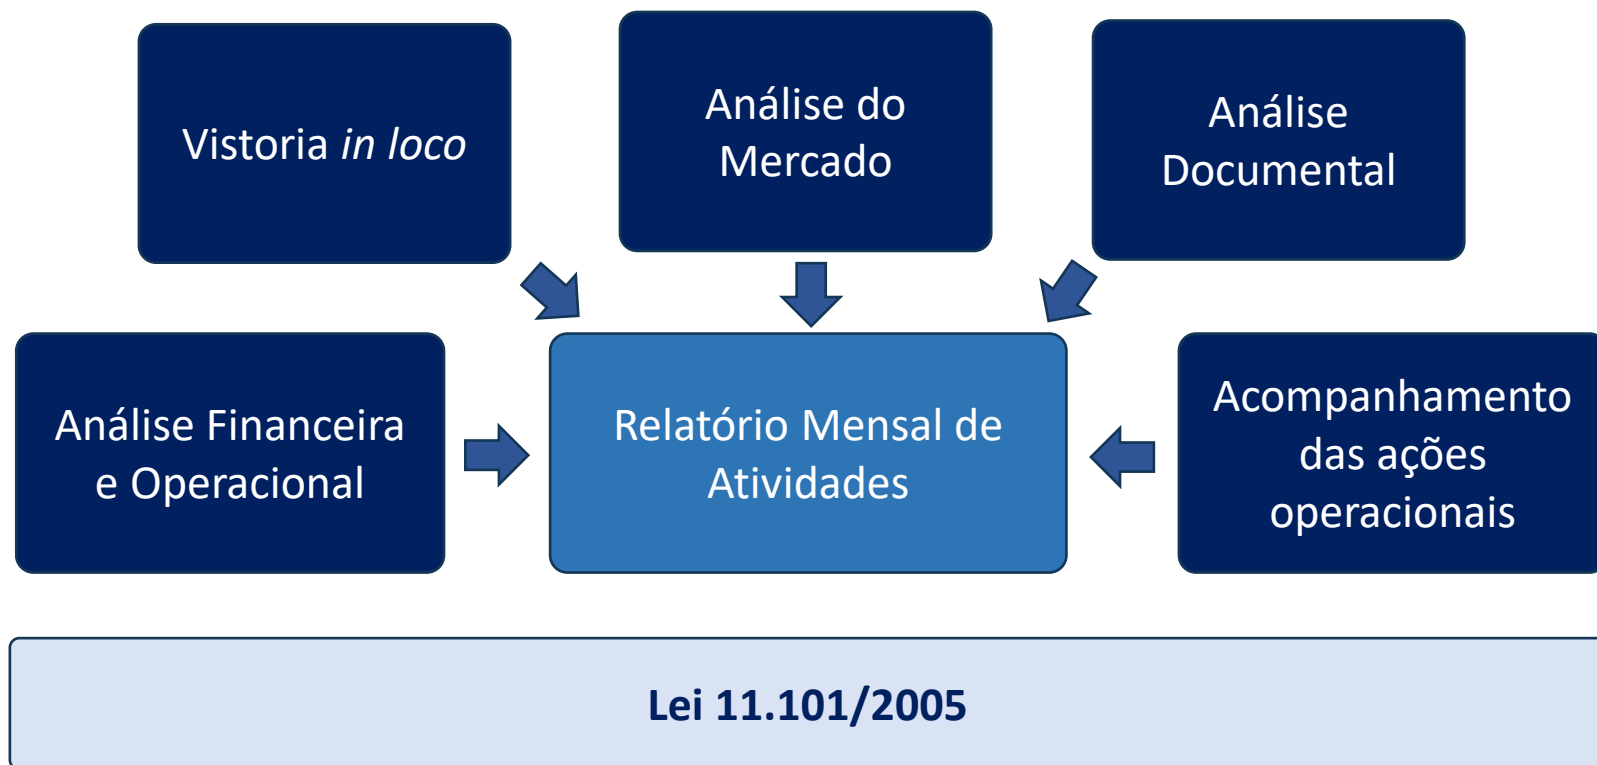 Vistoria in loco
Análise do
Mercado
Análise
Documental
Análise Financeira
e Operacional
Relatório Mensal de
Atividades
Acompanhamento
das ações
operacionais
Lei 11.101/2005